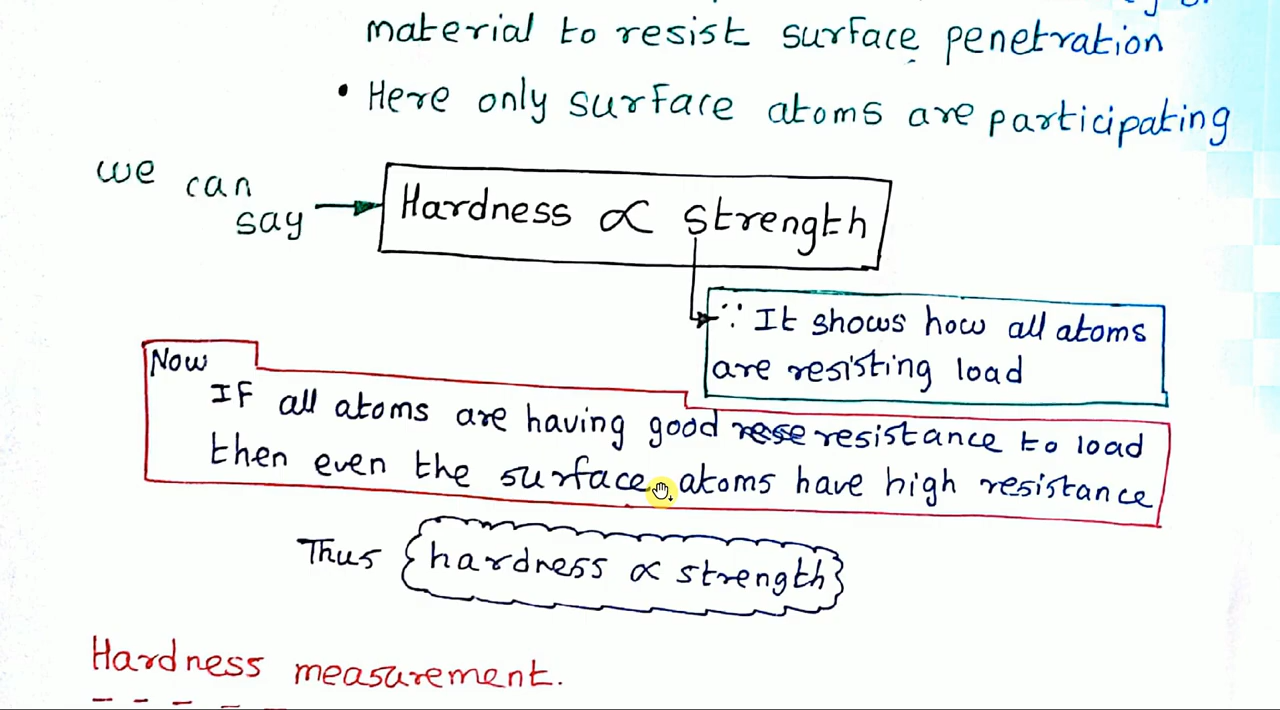 material to resist surface penetration
• Here only surface atoms are participating
we can
say
Hardness ∝ strength
∵ It shows how all atoms
are resisting load
Now
If all atoms are having good resistance to load
then even the surface atoms have high resistance
Thus {hardness ∝ strength}
Hardness measurement.